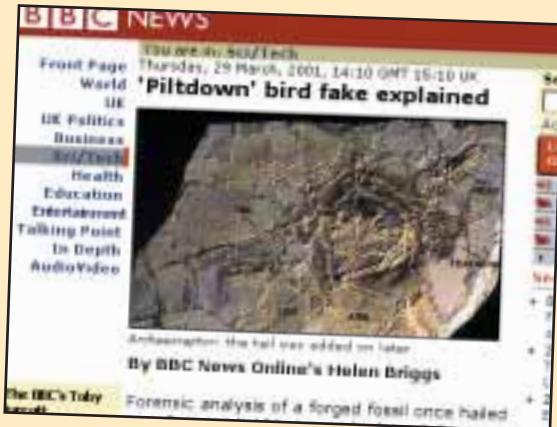 BBC NEWS
You are in: Sci/Tech
Thursday, 29 March, 2001, 14:10 GMT 15:10 UK
'Piltdown' bird fake explained
Front Page
World
UK
UK Politics
Business
Sci/Tech
Health
Education
Entertainment
Talking Point
In Depth
AudioVideo
Archaeoraptor: the tail was added on later
By BBC News Online's Helen Briggs
Forensic analysis of a forged fossil once hailed
The BBC's Toby